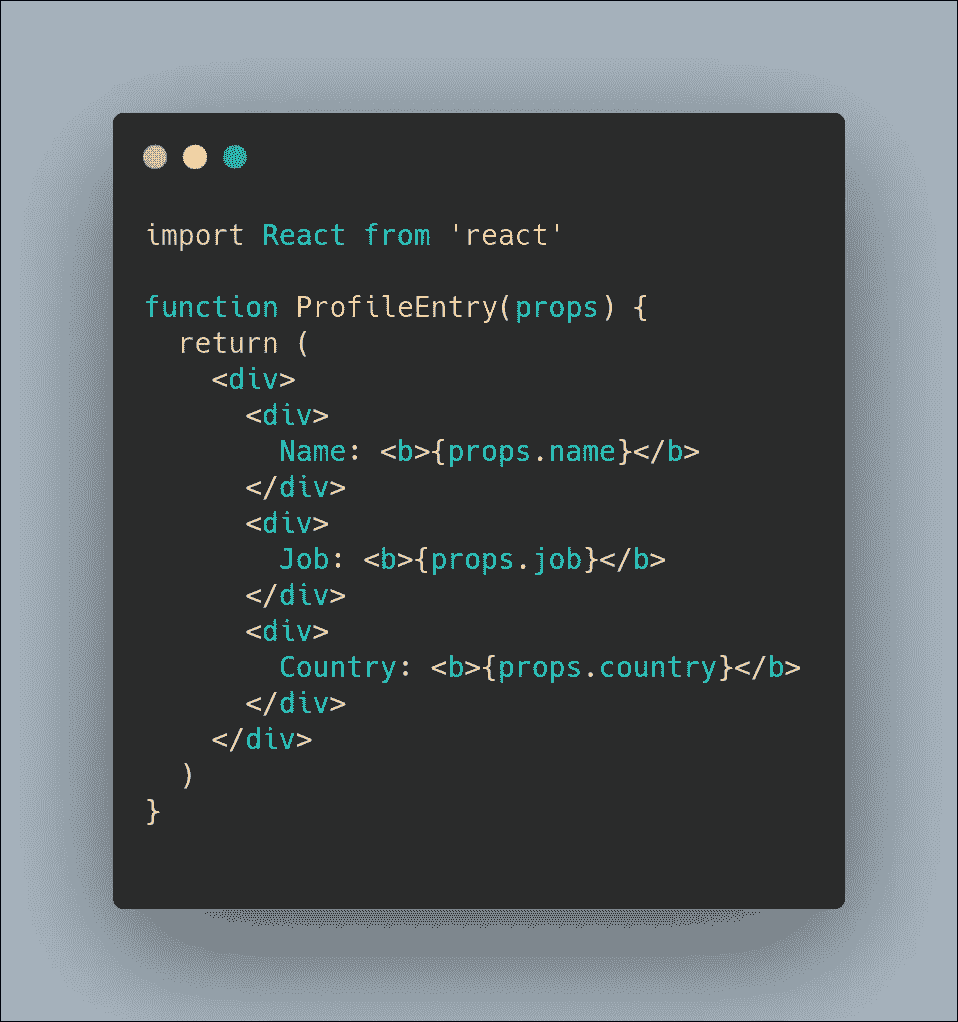 import React from 'react'
function ProfileEntry(props) {
return (
<div>
<div>
Name: <b>{props.name}</b>
</div>
<div>
Job: <b>{props.job}</b>
</div>
<div>
Country: <b>{props.country}</b>
</div>
</div>
)
}